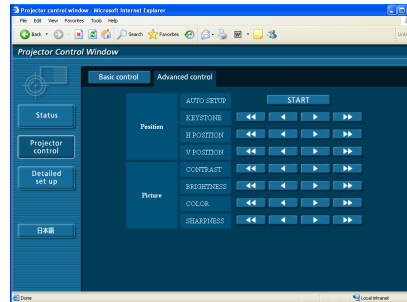 Projector control window - Microsoft Internet Explorer
File Edit View Favorites Tools Help
Back Search Favorites
Projector Control Window
Basic control Advanced control
Status
Projector
control
Detailed
set up
日本語
Position
AUTO SETUP START
KEYSTONE
H POSITION
V POSITION
Picture
CONTRAST
BRIGHTNESS
COLOR
SHARPNESS
Done Local intranet